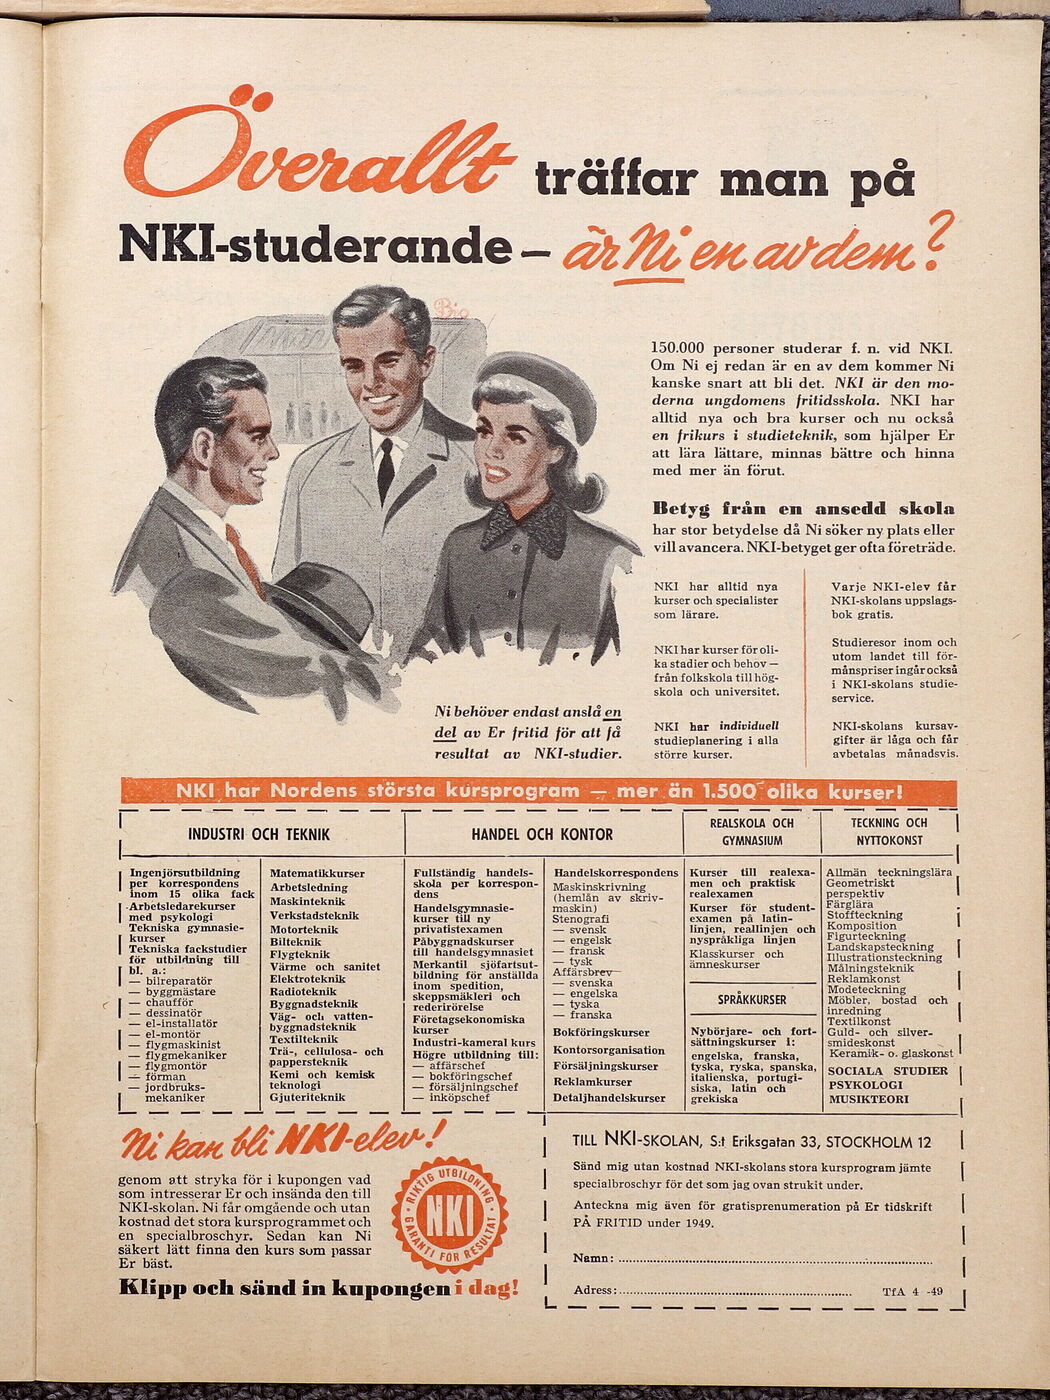 Överallt träffar man på
NKI-studerande – är Ni en av dem?
Bio
150.000 personer studerar f. n. vid NKI.
Om Ni ej redan är en av dem kommer Ni
kanske snart att bli det. NKI är den mo-
derna ungdomens fritidsskola. NKI har
alltid nya och bra kurser och nu också
en frikurs i studieteknik, som hjälper Er
att lära lättare, minnas bättre och hinna
med mer än förut.
Betyg från en ansedd skola
har stor betydelse då Ni söker ny plats eller
vill avancera. NKI-betyget ger ofta företräde.
NKI har alltid nya
kurser och specialister
som lärare.
NKI har kurser för oli-
ka stadier och behov —
från folkskola till hög-
skola och universitet.
NKI har individuell
studieplanering i alla
större kurser.
Varje NKI-elev får
NKI-skolans uppslags-
bok gratis.
Studieresor inom och
utom landet till för-
månspriser ingår också
i NKI-skolans studie-
service.
NKI-skolans kursav-
gifter är låga och får
avbetalas månadsvis.
Ni behöver endast anslå en
del av Er fritid för att få
resultat av NKI-studier.
NKI har Nordens största kursprogram — mer än 1.500 olika kurser!
INDUSTRI OCH TEKNIK
Ingenjörsutbildning
per korrespondens
inom 15 olika fack
Arbetsledarekurser
med psykologi
Tekniska gymnasie-
kurser
Tekniska fackstudier
för utbildning till
bl. a.:
— bilreparatör
— byggmästare
— chaufför
— dessinatör
— el-installatör
— el-montör
— flygmaskinist
— flygmekaniker
— flygmontör
— förman
— jordbruks-
mekaniker
Matematikkurser
Arbetsledning
Maskinteknik
Verkstadsteknik
Motorteknik
Bilteknik
Flygteknik
Värme och sanitet
Elektroteknik
Radioteknik
Byggnadsteknik
Väg- och vatten-
byggnadsteknik
Textilteknik
Trä-, cellulosa- och
pappersteknik
Kemi och kemisk
teknologi
Gjuteriteknik
HANDEL OCH KONTOR
Fullständig handels-
skola per korrespon-
dens
Handelsgymnasie-
kurser till ny
privatistexamen
Påbyggnadskurser
till handelsgymnasiet
Merkantil sjöfartsut-
bildning för anställda
inom spedition,
skeppsmäkleri och
rederirörelse
Företagsekonomiska
kurser
Industri-kameral kurs
Högre utbildning till:
— affärschef
— bokföringschef
— försäljningschef
— inköpschef
Handelskorrespondens
Maskinskrivning
(hemlån av skriv-
maskin)
Stenografi
— svensk
— engelsk
— fransk
— tysk
Affärsbrev
— svenska
— engelska
— tyska
— franska
Bokföringskurser
Kontorsorganisation
Försäljningskurser
Reklamkurser
Detaljhandelskurser
REALSKOLA OCH
GYMNASIUM
Kurser till realexa-
men och praktisk
realexamen
Kurser för student-
examen på latin-
linjen, reallinjen och
nyspråkliga linjen
Klasskurser och
ämneskurser
SPRÅKKURSER
Nybörjare- och fort-
sättningskurser i:
engelska, franska,
tyska, ryska, spanska,
italienska, portugi-
siska, latin och
grekiska
TECKNING OCH
NYTTOKONST
Allmän teckningslära
Geometriskt
perspektiv
Färglära
Stoffteckning
Komposition
Figurteckning
Landskapsteckning
Illustrationsteckning
Målningsteknik
Reklamkonst
Modeteckning
Möbler, bostad och
inredning
Textilkonst
Guld- och silver-
smideskonst
Keramik- o. glaskonst
SOCIALA STUDIER
PSYKOLOGI
MUSIKTEORI
Ni kan bli NKI-elev!
genom att stryka för i kupongen vad
som intresserar Er och insända den till
NKI-skolan. Ni får omgående och utan
kostnad det stora kursprogrammet och
en specialbroschyr. Sedan kan Ni
säkert lätt finna den kurs som passar
Er bäst.
Klipp och sänd in kupongen i dag!
RIKTIG UTBILDNING
NKI
GARANTI FÖR RESULTAT
TILL NKI-SKOLAN, S:t Eriksgatan 33, STOCKHOLM 12
Sänd mig utan kostnad NKI-skolans stora kursprogram jämte
specialbroschyr för det som jag ovan strukit under.
Anteckna mig även för gratisprenumeration på Er tidskrift
PÅ FRITID under 1949.
Namn:
Adress:
TfA 4 -49